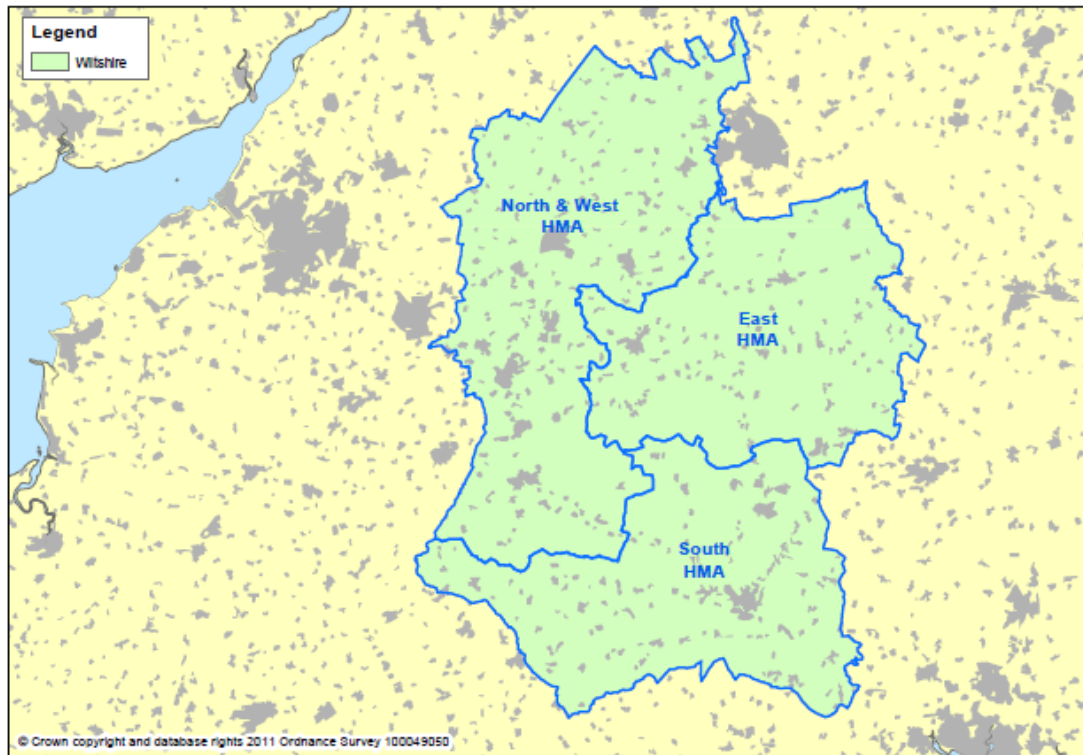 Legend
Wiltshire
North & West
HMA
East
HMA
South
HMA
© Crown copyright and database rights 2011 Ordnance Survey 100049050